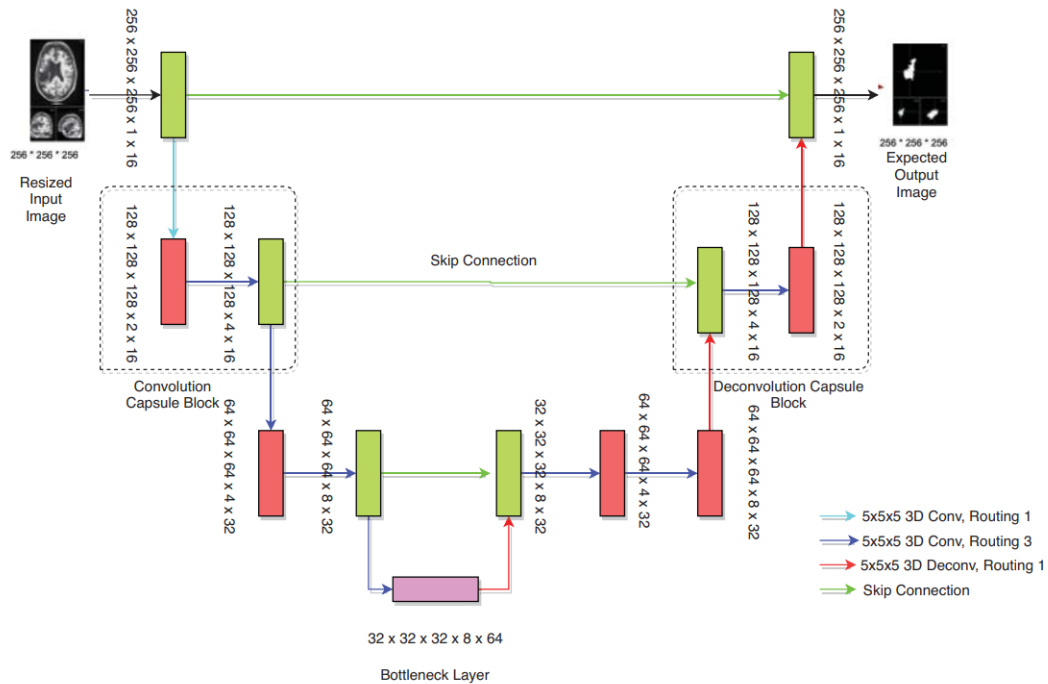 256 x 256 x 256 x 1 x 16
256 x 256 x 256 x 1 x 16
256 * 256 * 256
Resized
Input
Image
256 * 256 * 256
Expected
Output
Image
128 x 128 x 128 x 2 x 16
128 x 128 x 128 x 4 x 16
Skip Connection
128 x 128 x 128 x 4 x 16
128 x 128 x 128 x 2 x 16
Convolution
Capsule Block
Deconvolution Capsule
Block
64 x 64 x 64 x 4 x 32
64 x 64 x 64 x 8 x 32
32 x 32 x 32 x 8 x 32
64 x 64 x 64 x 4 x 32
64 x 64 x 64 x 8 x 32
32 x 32 x 32 x 8 x 64
Bottleneck Layer
5x5x5 3D Conv, Routing 1
5x5x5 3D Conv, Routing 3
5x5x5 3D Deconv, Routing 1
Skip Connection